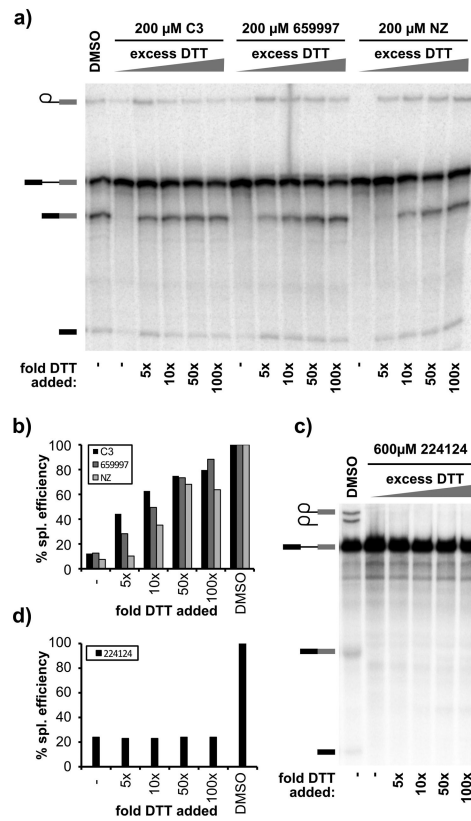 a)
200 µM C3 200 µM 659997 200 µM NZ
DMSO
excess DTT excess DTT excess DTT
fold DTT added: - - 5x 10x 50x 100x - 5x 10x 50x 100x - 5x 10x 50x 100x
b)
% spl. efficiency
100
80
60
40
20
0
C3
659997
NZ
- 5x 10x 50x 100x DMSO
fold DTT added
c)
600µM 224124
DMSO
excess DTT
fold DTT added: - - 5x 10x 50x 100x
d)
% spl. efficiency
100
80
60
40
20
0
224124
- 5x 10x 50x 100x DMSO
fold DTT added